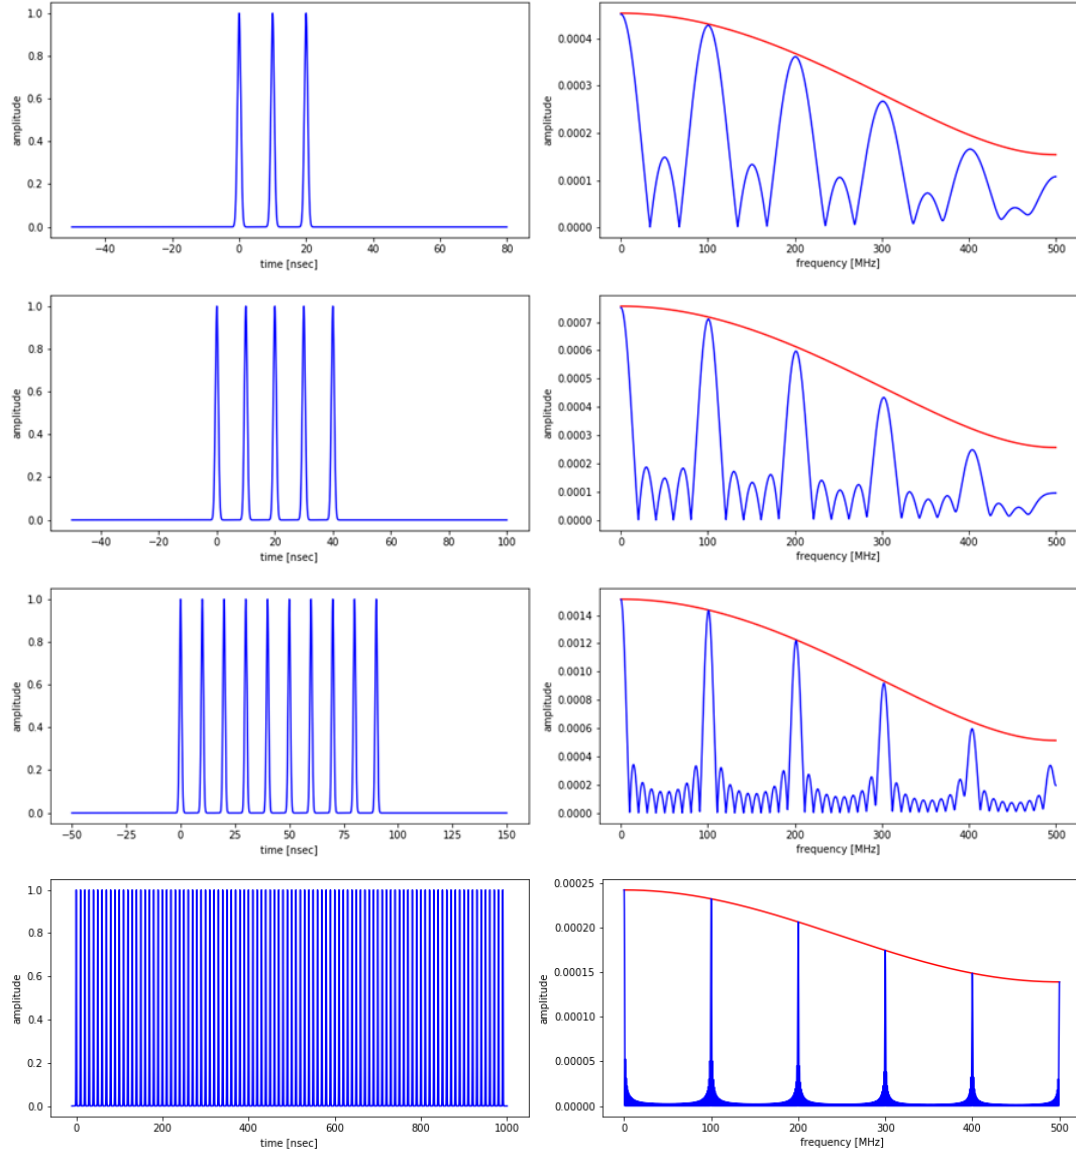 1.0
0.8
0.6
0.4
0.2
0.0
amplitude
−40 −20 0 20 40 60 80
time [nsec]
0.0004
0.0003
0.0002
0.0001
0.0000
amplitude
0 100 200 300 400 500
frequency [MHz]
1.0
0.8
0.6
0.4
0.2
0.0
amplitude
−40 −20 0 20 40 60 80 100
time [nsec]
0.0007
0.0006
0.0005
0.0004
0.0003
0.0002
0.0001
0.0000
amplitude
0 100 200 300 400 500
frequency [MHz]
1.0
0.8
0.6
0.4
0.2
0.0
amplitude
−50 −25 0 25 50 75 100 125 150
time [nsec]
0.0014
0.0012
0.0010
0.0008
0.0006
0.0004
0.0002
0.0000
amplitude
0 100 200 300 400 500
frequency [MHz]
1.0
0.8
0.6
0.4
0.2
0.0
amplitude
0 200 400 600 800 1000
time [nsec]
0.00025
0.00020
0.00015
0.00010
0.00005
0.00000
amplitude
0 100 200 300 400 500
frequency [MHz]